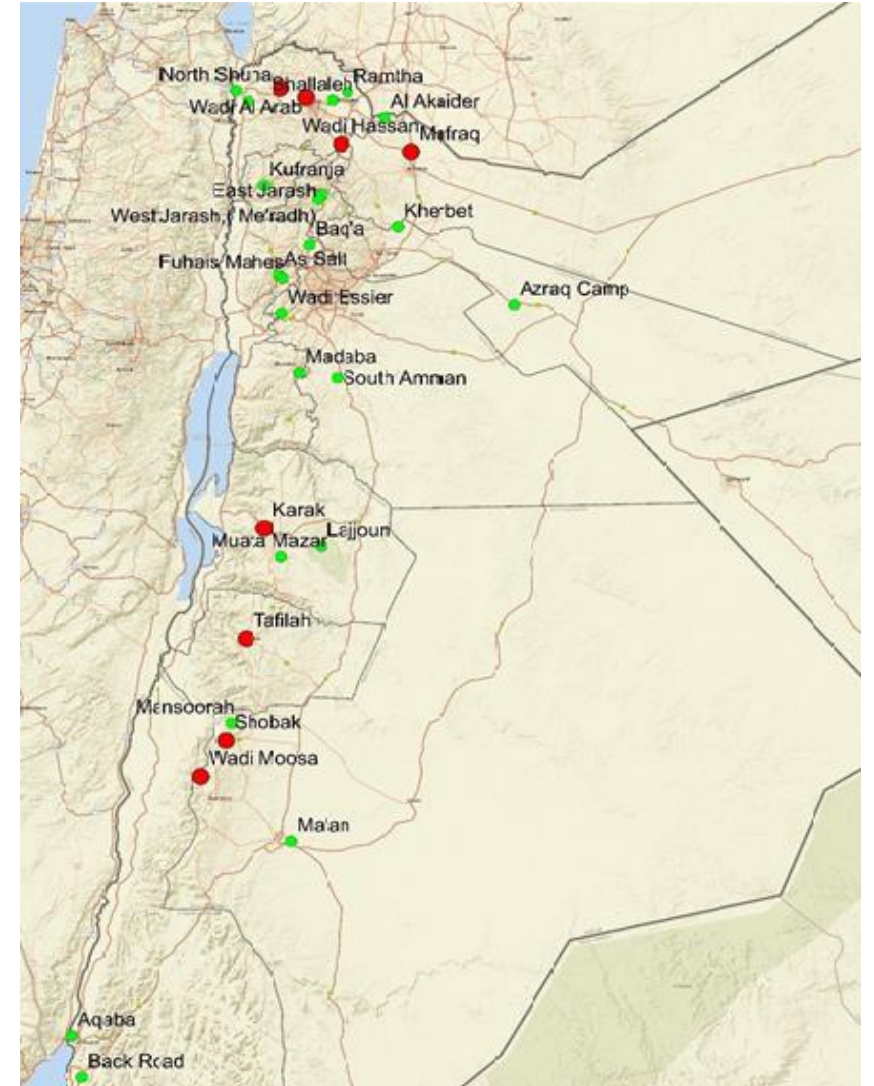 North Shuna
Shallaleh
Ramtha
Wadi Al Arab
Al Akaider
Wadi Hassan
Mafraq
Kufranja
East Jarash
West Jarash ( Me'radh)
Kherbet
Baq'a
Fuhais Mahes
As Salt
Wadi Essier
Azraq Camp
Madaba
South Amman
Karak
Muata Mazar
Lajjoun
Tafilah
Mansoorah
Shobak
Wadi Moosa
Ma'an
Aqaba
Back Road